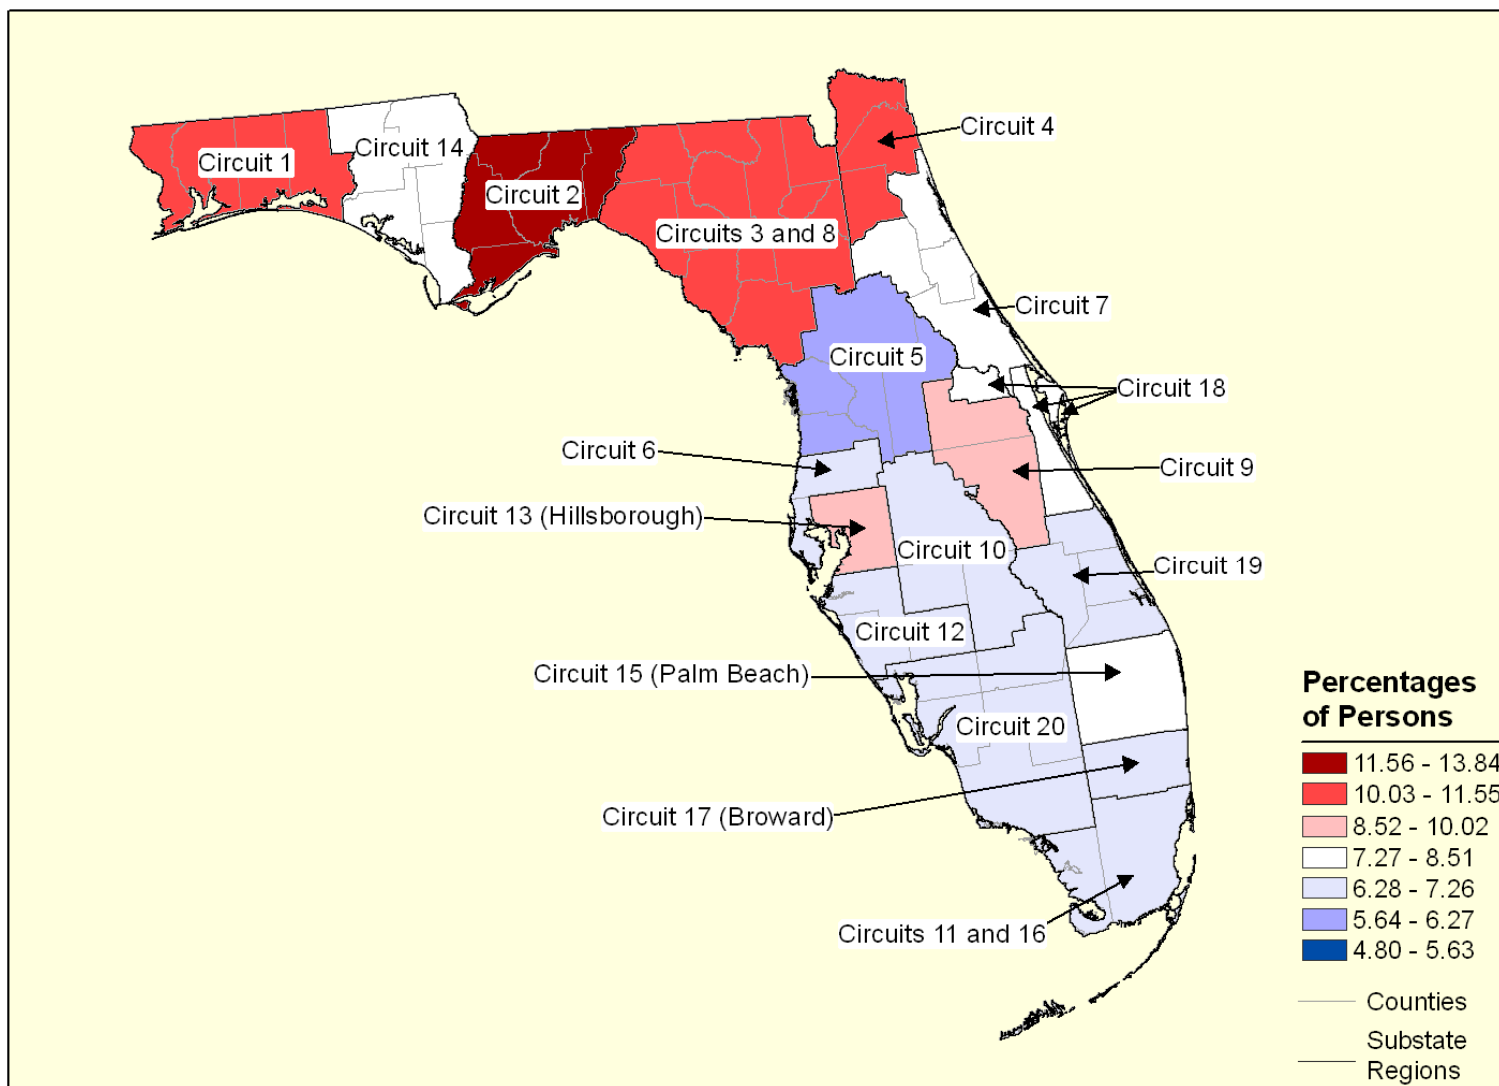 Circuit 4
Circuit 14
Circuit 1
Circuit 2
Circuits 3 and 8
Circuit 7
Circuit 5
Circuit 18
Circuit 6
Circuit 9
Circuit 13 (Hillsborough)
Circuit 10
Circuit 19
Circuit 12
Circuit 15 (Palm Beach)
Circuit 20
Circuit 17 (Broward)
Circuits 11 and 16
Percentages
of Persons
11.56 - 13.84
10.03 - 11.55
8.52 - 10.02
7.27 - 8.51
6.28 - 7.26
5.64 - 6.27
4.80 - 5.63
Counties
Substate
Regions